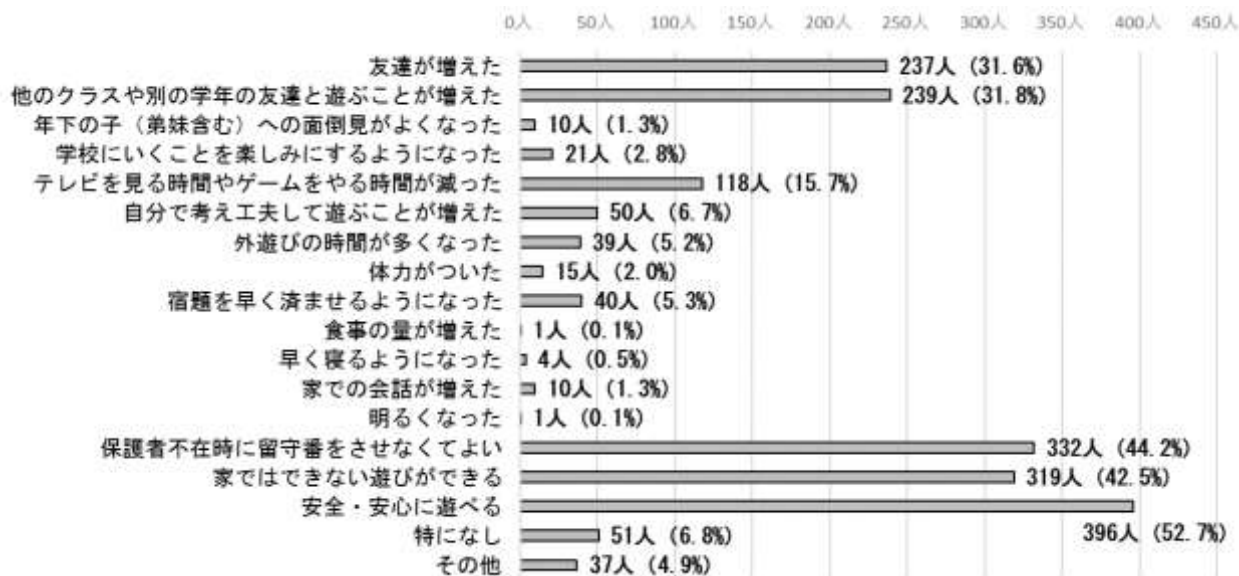 0人 50人 100人 150人 200人 250人 300人 350人 400人 450人
友達が増えた 237人 (31.6%)
他のクラスや別の学年の友達と遊ぶことが増えた 239人 (31.8%)
年下の子（弟妹含む）への面倒見がよくなった 10人 (1.3%)
学校にいくことを楽しみにするようになった 21人 (2.8%)
テレビを見る時間やゲームをやる時間が減った 118人 (15.7%)
自分で考え工夫して遊ぶことが増えた 50人 (6.7%)
外遊びの時間が多くなった 39人 (5.2%)
体力がついた 15人 (2.0%)
宿題を早く済ませるようになった 40人 (5.3%)
食事の量が増えた 1人 (0.1%)
早く寝るようになった 4人 (0.5%)
家での会話が増えた 10人 (1.3%)
明るくなった 1人 (0.1%)
保護者不在時に留守番をさせなくてよい 332人 (44.2%)
家ではできない遊びができる 319人 (42.5%)
安全・安心に遊べる 396人 (52.7%)
特になし 51人 (6.8%)
その他 37人 (4.9%)